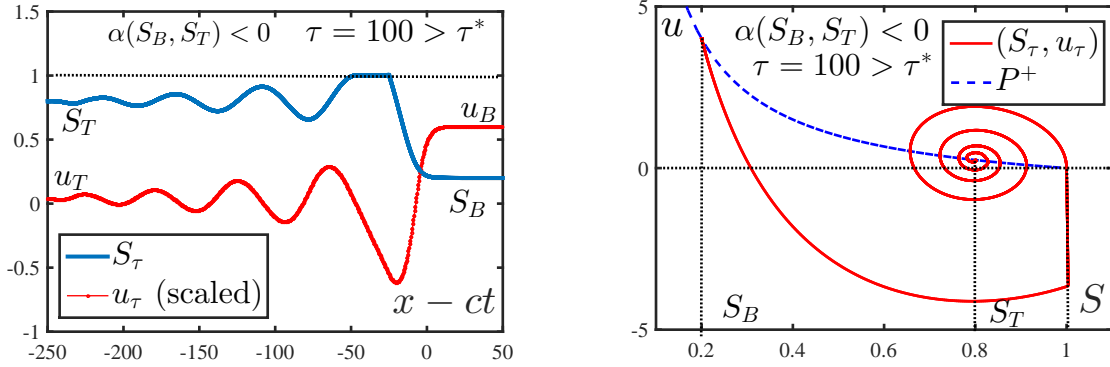 1.5
α(S_B, S_T) < 0 τ = 100 > τ*
1
S_T
u_B
0.5
u_T
S_B
0
S_τ
-0.5
u_τ (scaled)
x − ct
-1
-250 -200 -150 -100 -50 0 50
5
u
α(S_B, S_T) < 0
τ = 100 > τ*
(S_τ, u_τ)
P^+
0
S_B
S_T
S
-5
0.2 0.4 0.6 0.8 1